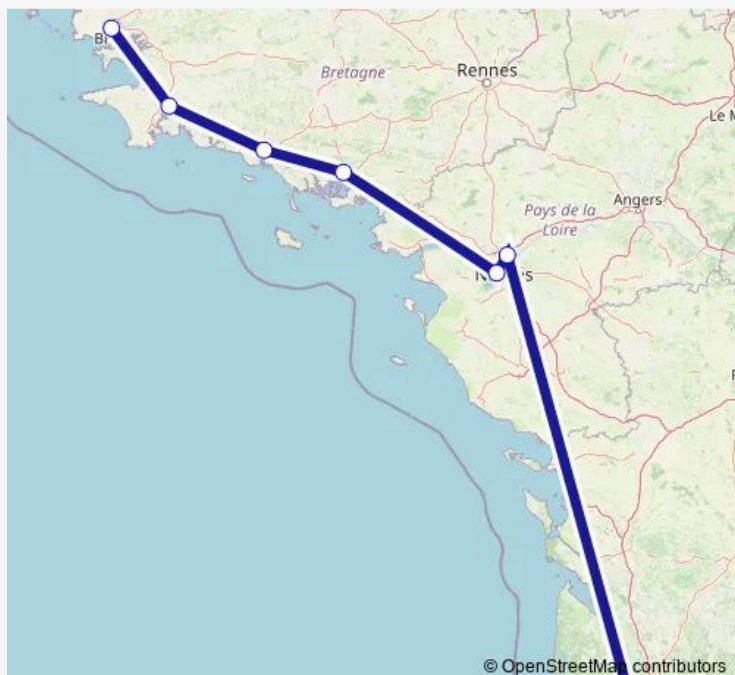 Rennes
Bretagne
Le M
Angers
Pays de la
Loire
© OpenStreetMap contributors